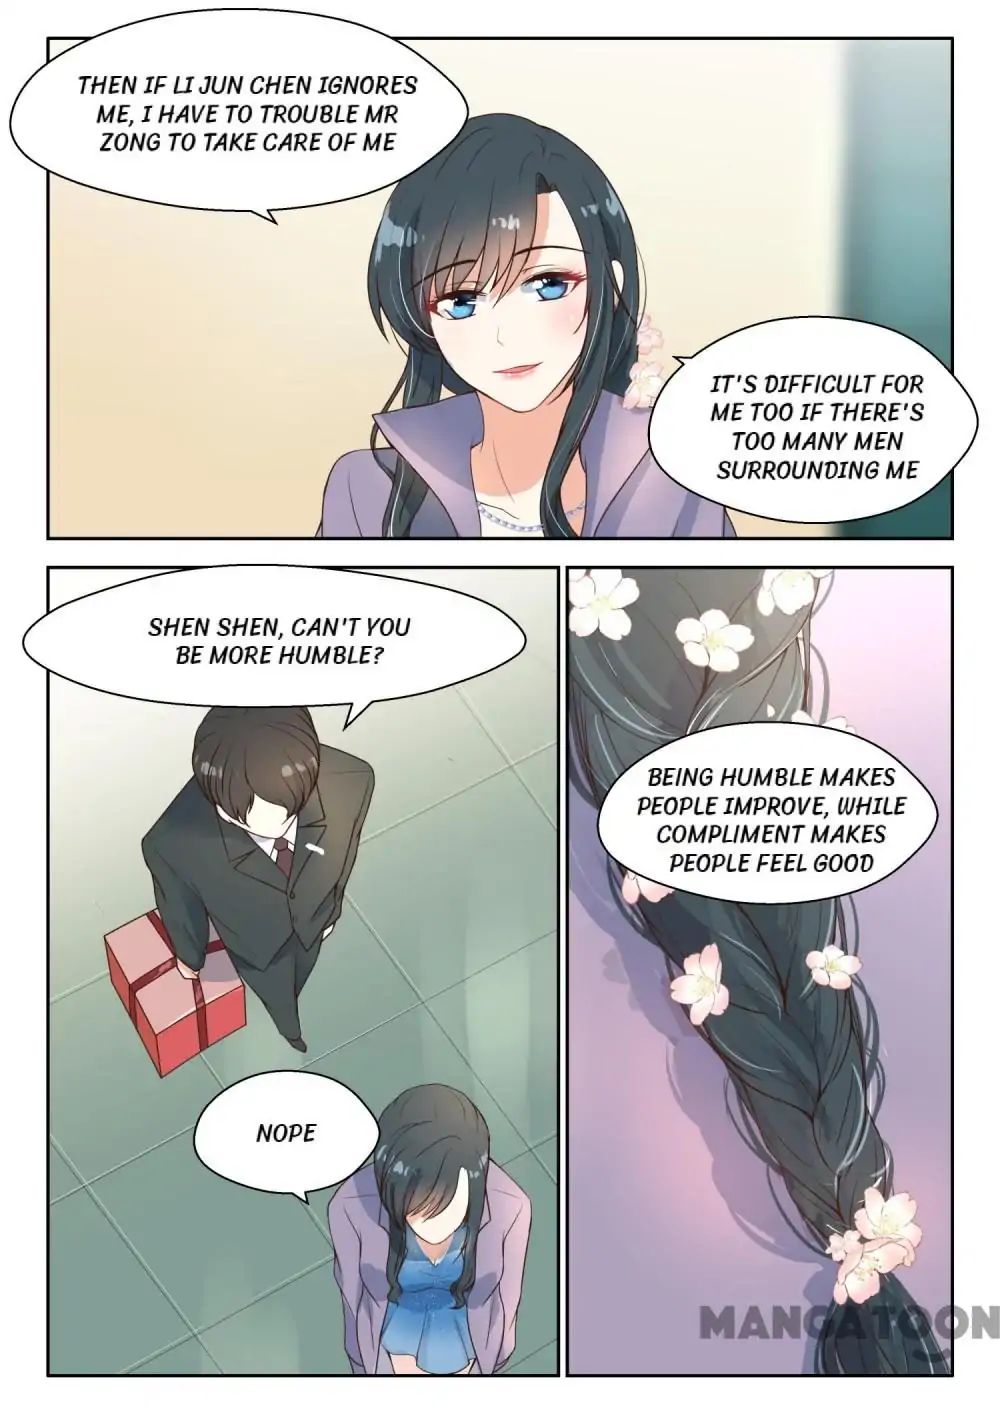 THEN IF LI JUN CHEN IGNORES
ME, I HAVE TO TROUBLE MR
ZONG TO TAKE CARE OF ME
IT'S DIFFICULT FOR
ME TOO IF THERE'S
TOO MANY MEN
SURROUNDING ME
SHEN SHEN, CAN'T YOU
BE MORE HUMBLE?
NOPE
BEING HUMBLE MAKES
PEOPLE IMPROVE, WHILE
COMPLIMENT MAKES
PEOPLE FEEL GOOD
MANGATOON